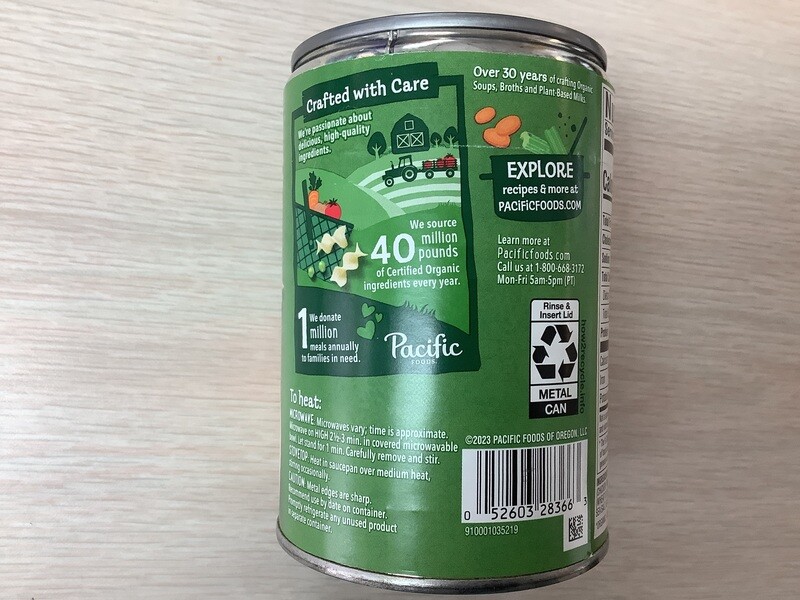 Crafted with Care
We're passionate about
delicious, high-quality
ingredients.
We source
40 million
pounds
of Certified Organic
ingredients every year.
1 We donate
million
meals annually
to families in need.
Pacific
FOODS
To heat:
MICROWAVE: Microwaves vary; time is approximate.
Microwave on HIGH 2½-3 min. in covered microwavable
bowl. Let stand for 1 min. Carefully remove and stir.
STOVETOP: Heat in saucepan over medium heat,
stirring occasionally.
CAUTION: Metal edges are sharp.
Recommend use by date on container.
Promptly refrigerate any unused product
in separate container.
Over 30 years of crafting Organic
Soups, Broths and Plant-Based Milks.
EXPLORE
recipes & more at
PACIFICFOODS.COM
Learn more at
Pacificfoods.com
Call us at 1-800-668-3172
Mon-Fri 5am-5pm (PT)
Rinse &
Insert Lid
METAL
CAN
how2recycle.info
©2023 PACIFIC FOODS OF OREGON, LLC
0 52603 28366 3
910001035219